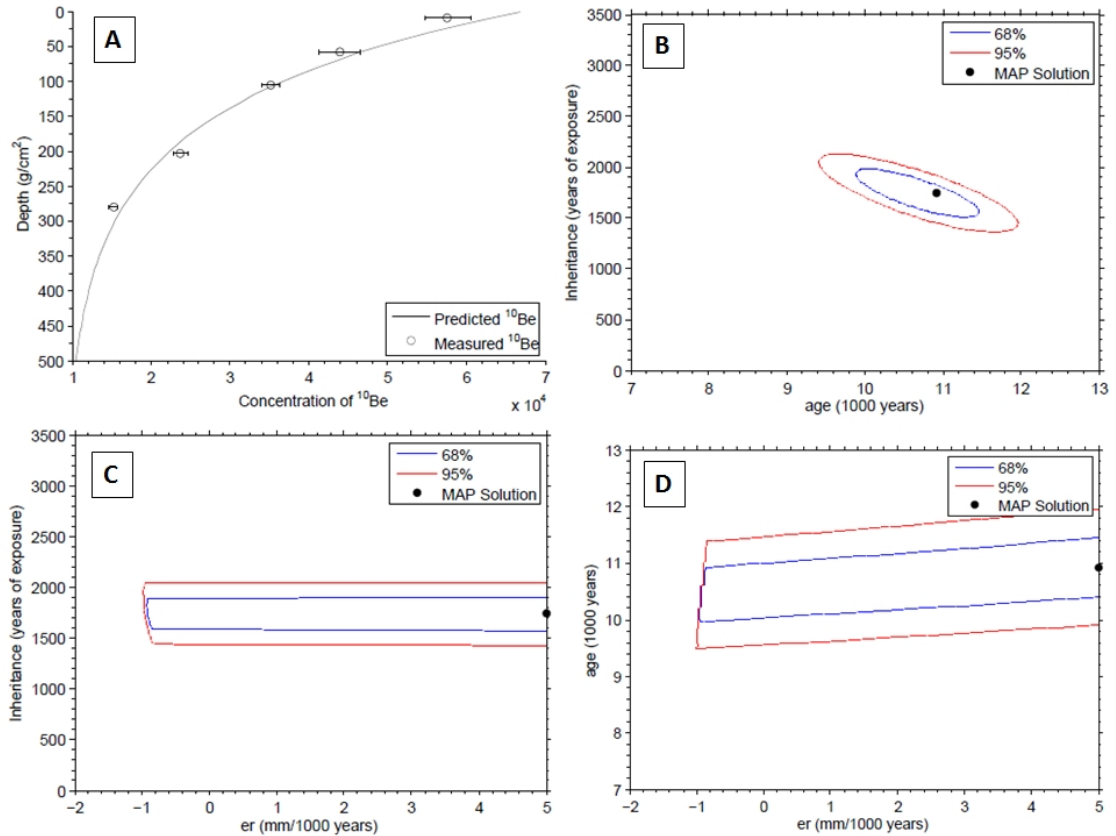 A
0
50
100
150
200
250
300
350
400
450
500
Depth (g/cm²)
Predicted ¹⁰Be
Measured ¹⁰Be
1 2 3 4 5 6 7
Concentration of ¹⁰Be
x 10⁴
B
3500
3000
2500
2000
1500
1000
500
0
Inheritance (years of exposure)
68%
95%
MAP Solution
7 8 9 10 11 12 13
age (1000 years)
C
3500
3000
2500
2000
1500
1000
500
0
Inheritance (years of exposure)
68%
95%
MAP Solution
−2 −1 0 1 2 3 4 5
er (mm/1000 years)
D
13
12
11
10
9
8
7
age (1000 years)
68%
95%
MAP Solution
−2 −1 0 1 2 3 4 5
er (mm/1000 years)